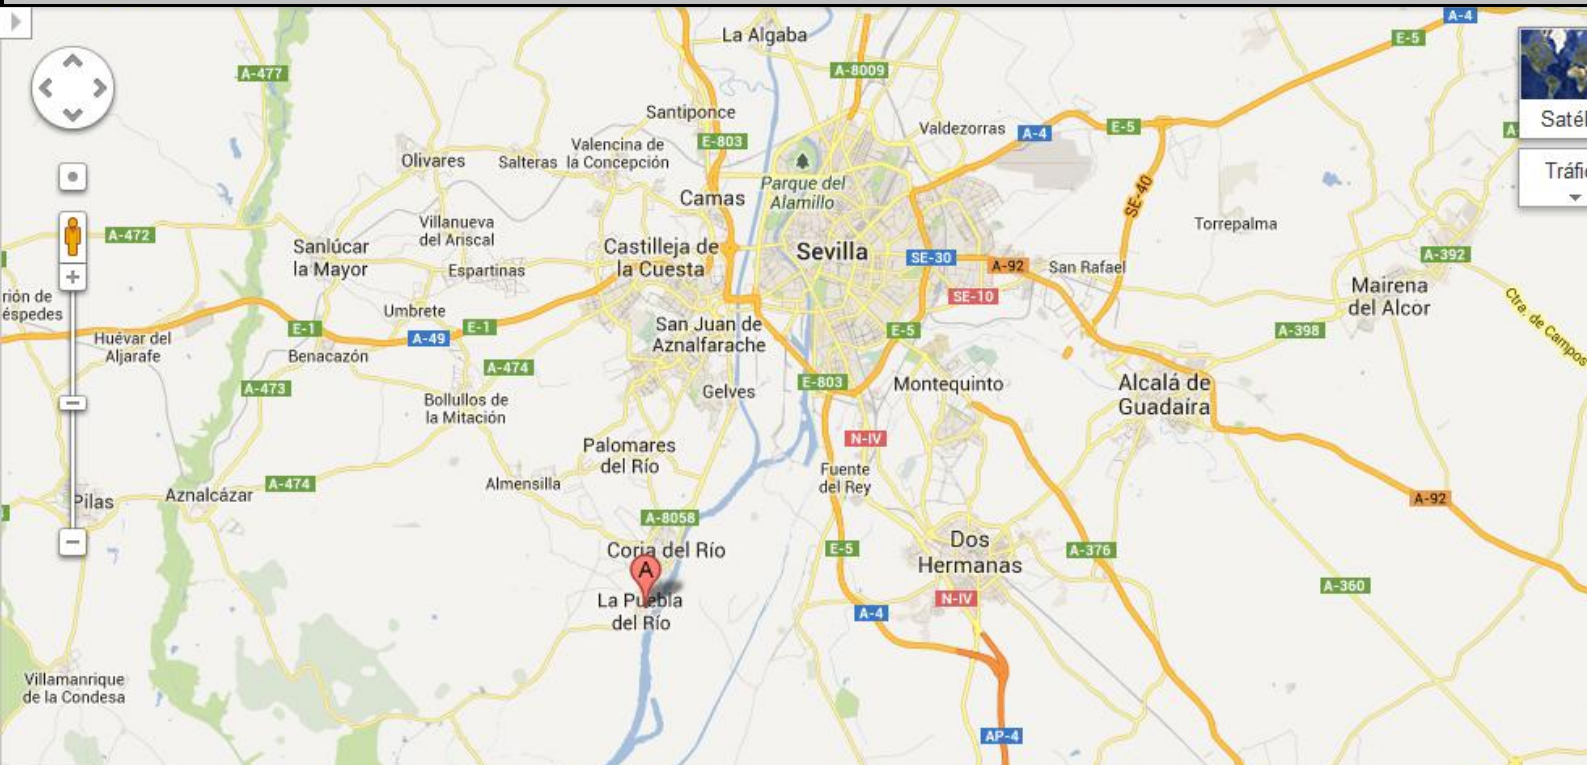 A-4
E-5
La Algaba
A-8009
A-477
Santiponce
E-803
Valdezorras
A-4
E-5
Satél
Valencina de
la Concepción
Olivares
Salteras
Tráfic
Parque del
Alamillo
Camas
SE-40
Villanueva
del Ariscal
A-472
Torrepalma
Sanlúcar
la Mayor
Castilleja de
la Cuesta
Sevilla
SE-30
A-92
San Rafael
A-392
Espartinas
rión de
éspedes
SE-10
Mairena
del Alcor
Ctra. de Campos
Umbrete
E-1
E-1
A-49
Huévar del
Aljarafe
Benacazón
San Juan de
Aznalfarache
E-5
A-398
A-474
A-473
Gelves
E-803
Montequinto
Alcalá de
Guadaíra
Bollullos de
la Mitación
N-IV
Palomares
del Río
Fuente
del Rey
Almensilla
A-474
Pilas
Aznalcázar
A-92
A-8058
Coria del Río
A
E-5
Dos
Hermanas
A-376
La Puebla
del Río
N-IV
A-4
A-360
Villamanrique
de la Condesa
AP-4